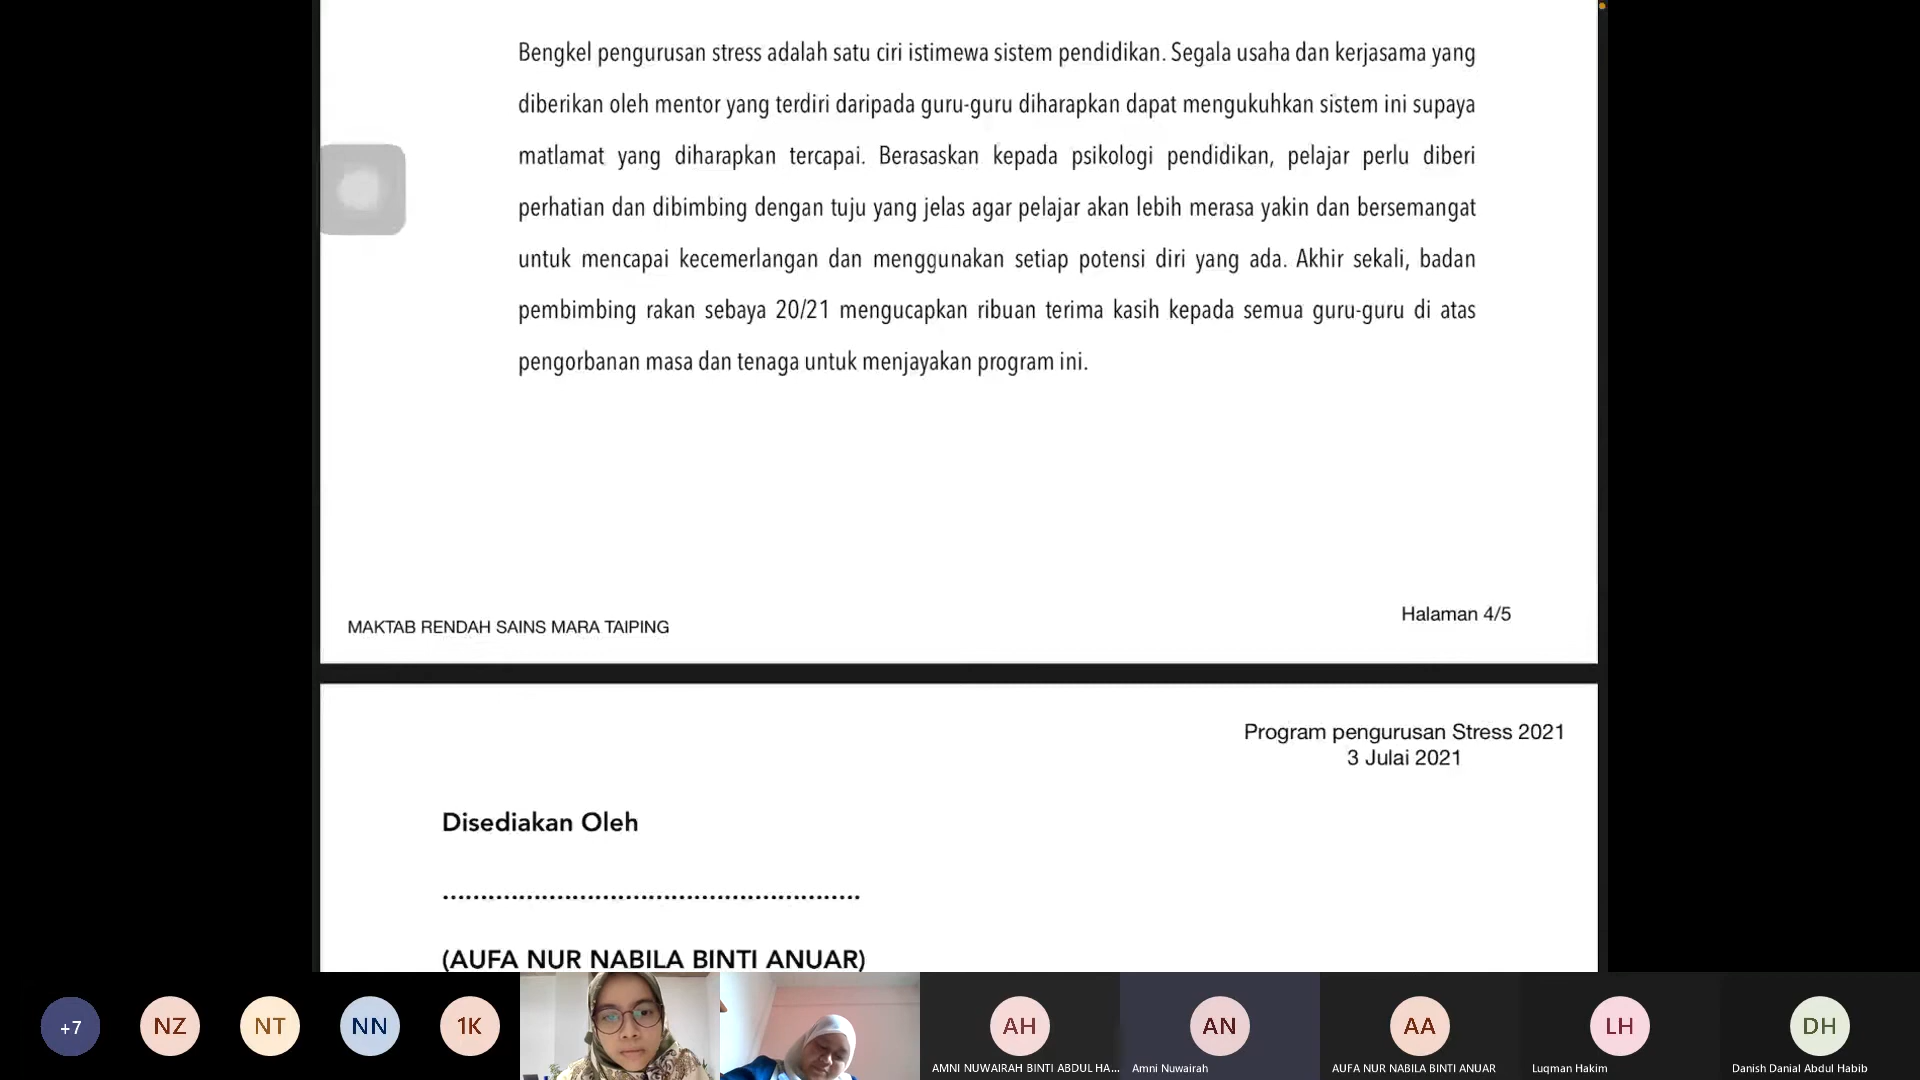 Bengkel pengurusan stress adalah satu ciri istimewa sistem pendidikan. Segala usaha dan kerjasama yang
diberikan oleh mentor yang terdiri daripada guru-guru diharapkan dapat mengukuhkan sistem ini supaya
matlamat yang diharapkan tercapai. Berasaskan kepada psikologi pendidikan, pelajar perlu diberi
perhatian dan dibimbing dengan tuju yang jelas agar pelajar akan lebih merasa yakin dan bersemangat
untuk mencapai kecemerlangan dan menggunakan setiap potensi diri yang ada. Akhir sekali, badan
pembimbing rakan sebaya 20/21 mengucapkan ribuan terima kasih kepada semua guru-guru di atas
pengorbanan masa dan tenaga untuk menjayakan program ini.
Halaman 4/5
MAKTAB RENDAH SAINS MARA TAIPING
Program pengurusan Stress 2021
3 Julai 2021
Disediakan Oleh
......................................................
(AUFA NUR NABILA BINTI ANUAR)
+7
NZ
NT
NN
1K
AH
AN
AA
LH
DH
AMNI NUWAIRAH BINTI ABDUL HA...
Amni Nuwairah
AUFA NUR NABILA BINTI ANUAR
Luqman Hakim
Danish Danial Abdul Habib